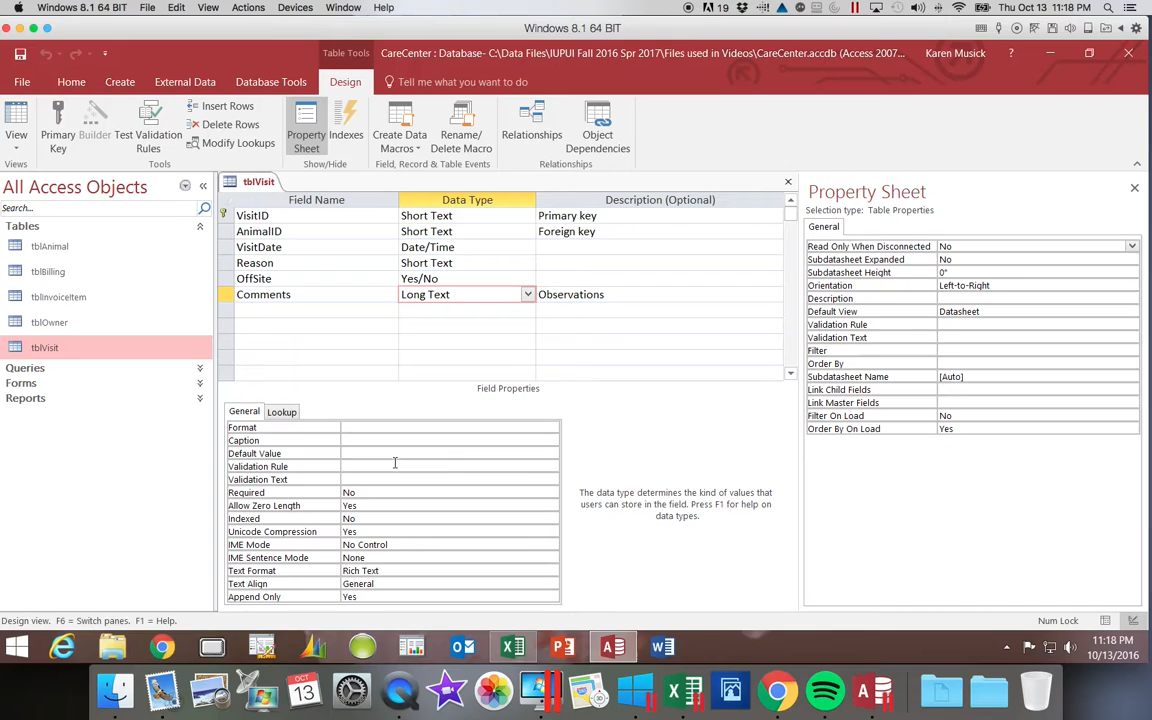 Windows 8.1 64 BIT File Edit View Actions Devices Window Help
19
Thu Oct 13 11:18 PM
Windows 8.1 64 BIT
Table Tools
CareCenter : Database- C:\Data Files\IUPUI Fall 2016 Spr 2017\Files used in Videos\CareCenter.accdb (Access 2007...
Karen Musick
?
File Home Create External Data Database Tools Design Tell me what you want to do
View
Primary Key
Builder
Test Validation Rules
Insert Rows
Delete Rows
Modify Lookups
Property Sheet
Indexes
Create Data Macros
Rename/ Delete Macro
Relationships
Object Dependencies
Views Tools Show/Hide Field, Record & Table Events Relationships
All Access Objects
Search...
Tables
tblAnimal
tblBilling
tblInvoiceItem
tblOwner
tblVisit
Queries
Forms
Reports
tblVisit
Field Name Data Type Description (Optional)
VisitID Short Text Primary key
AnimalID Short Text Foreign key
VisitDate Date/Time
Reason Short Text
OffSite Yes/No
Comments Long Text Observations
Field Properties
General Lookup
Format
Caption
Default Value
Validation Rule
Validation Text
Required No
Allow Zero Length Yes
Indexed No
Unicode Compression Yes
IME Mode No Control
IME Sentence Mode None
Text Format Rich Text
Text Align General
Append Only Yes
The data type determines the kind of values that
users can store in the field. Press F1 for help on
data types.
Property Sheet
Selection type: Table Properties
General
Read Only When Disconnected No
Subdatasheet Expanded No
Subdatasheet Height 0"
Orientation Left-to-Right
Description
Default View Datasheet
Validation Rule
Validation Text
Filter
Order By
Subdatasheet Name [Auto]
Link Child Fields
Link Master Fields
Filter On Load No
Order By On Load Yes
Design view. F6 = Switch panes. F1 = Help.
Num Lock
11:18 PM
10/13/2016
OCT
13